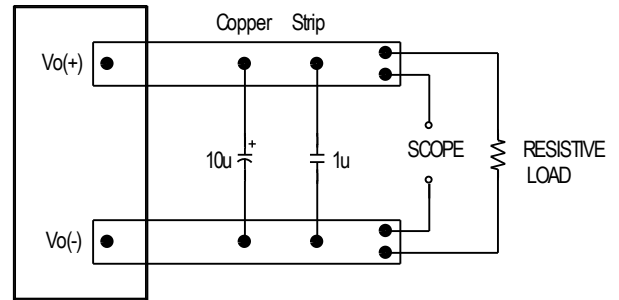 Copper Strip
Vo(+)
10u
+
1u
SCOPE
RESISTIVE
LOAD
Vo(-)